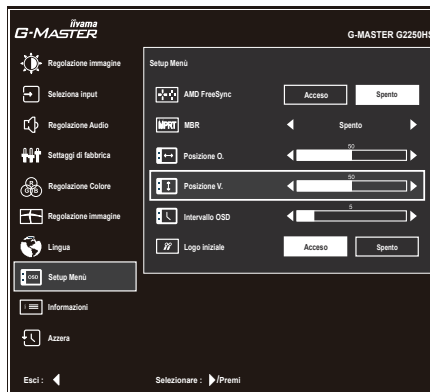 iiyama
G-MASTER
G-MASTER G2250HS
Regolazione immagine
Seleziona input
Regolazione Audio
Settaggi di fabbrica
Regolazione Colore
Regolazione immagine
Lingua
OSD Setup Menù
i Informazioni
Azzera
Setup Menù
AMD FreeSync Acceso Spento
MPRT MBR Spento
Posizione O. 50
Posizione V. 50
Intervallo OSD 5
Logo iniziale Acceso Spento
Esci : Selezionare : /Premi